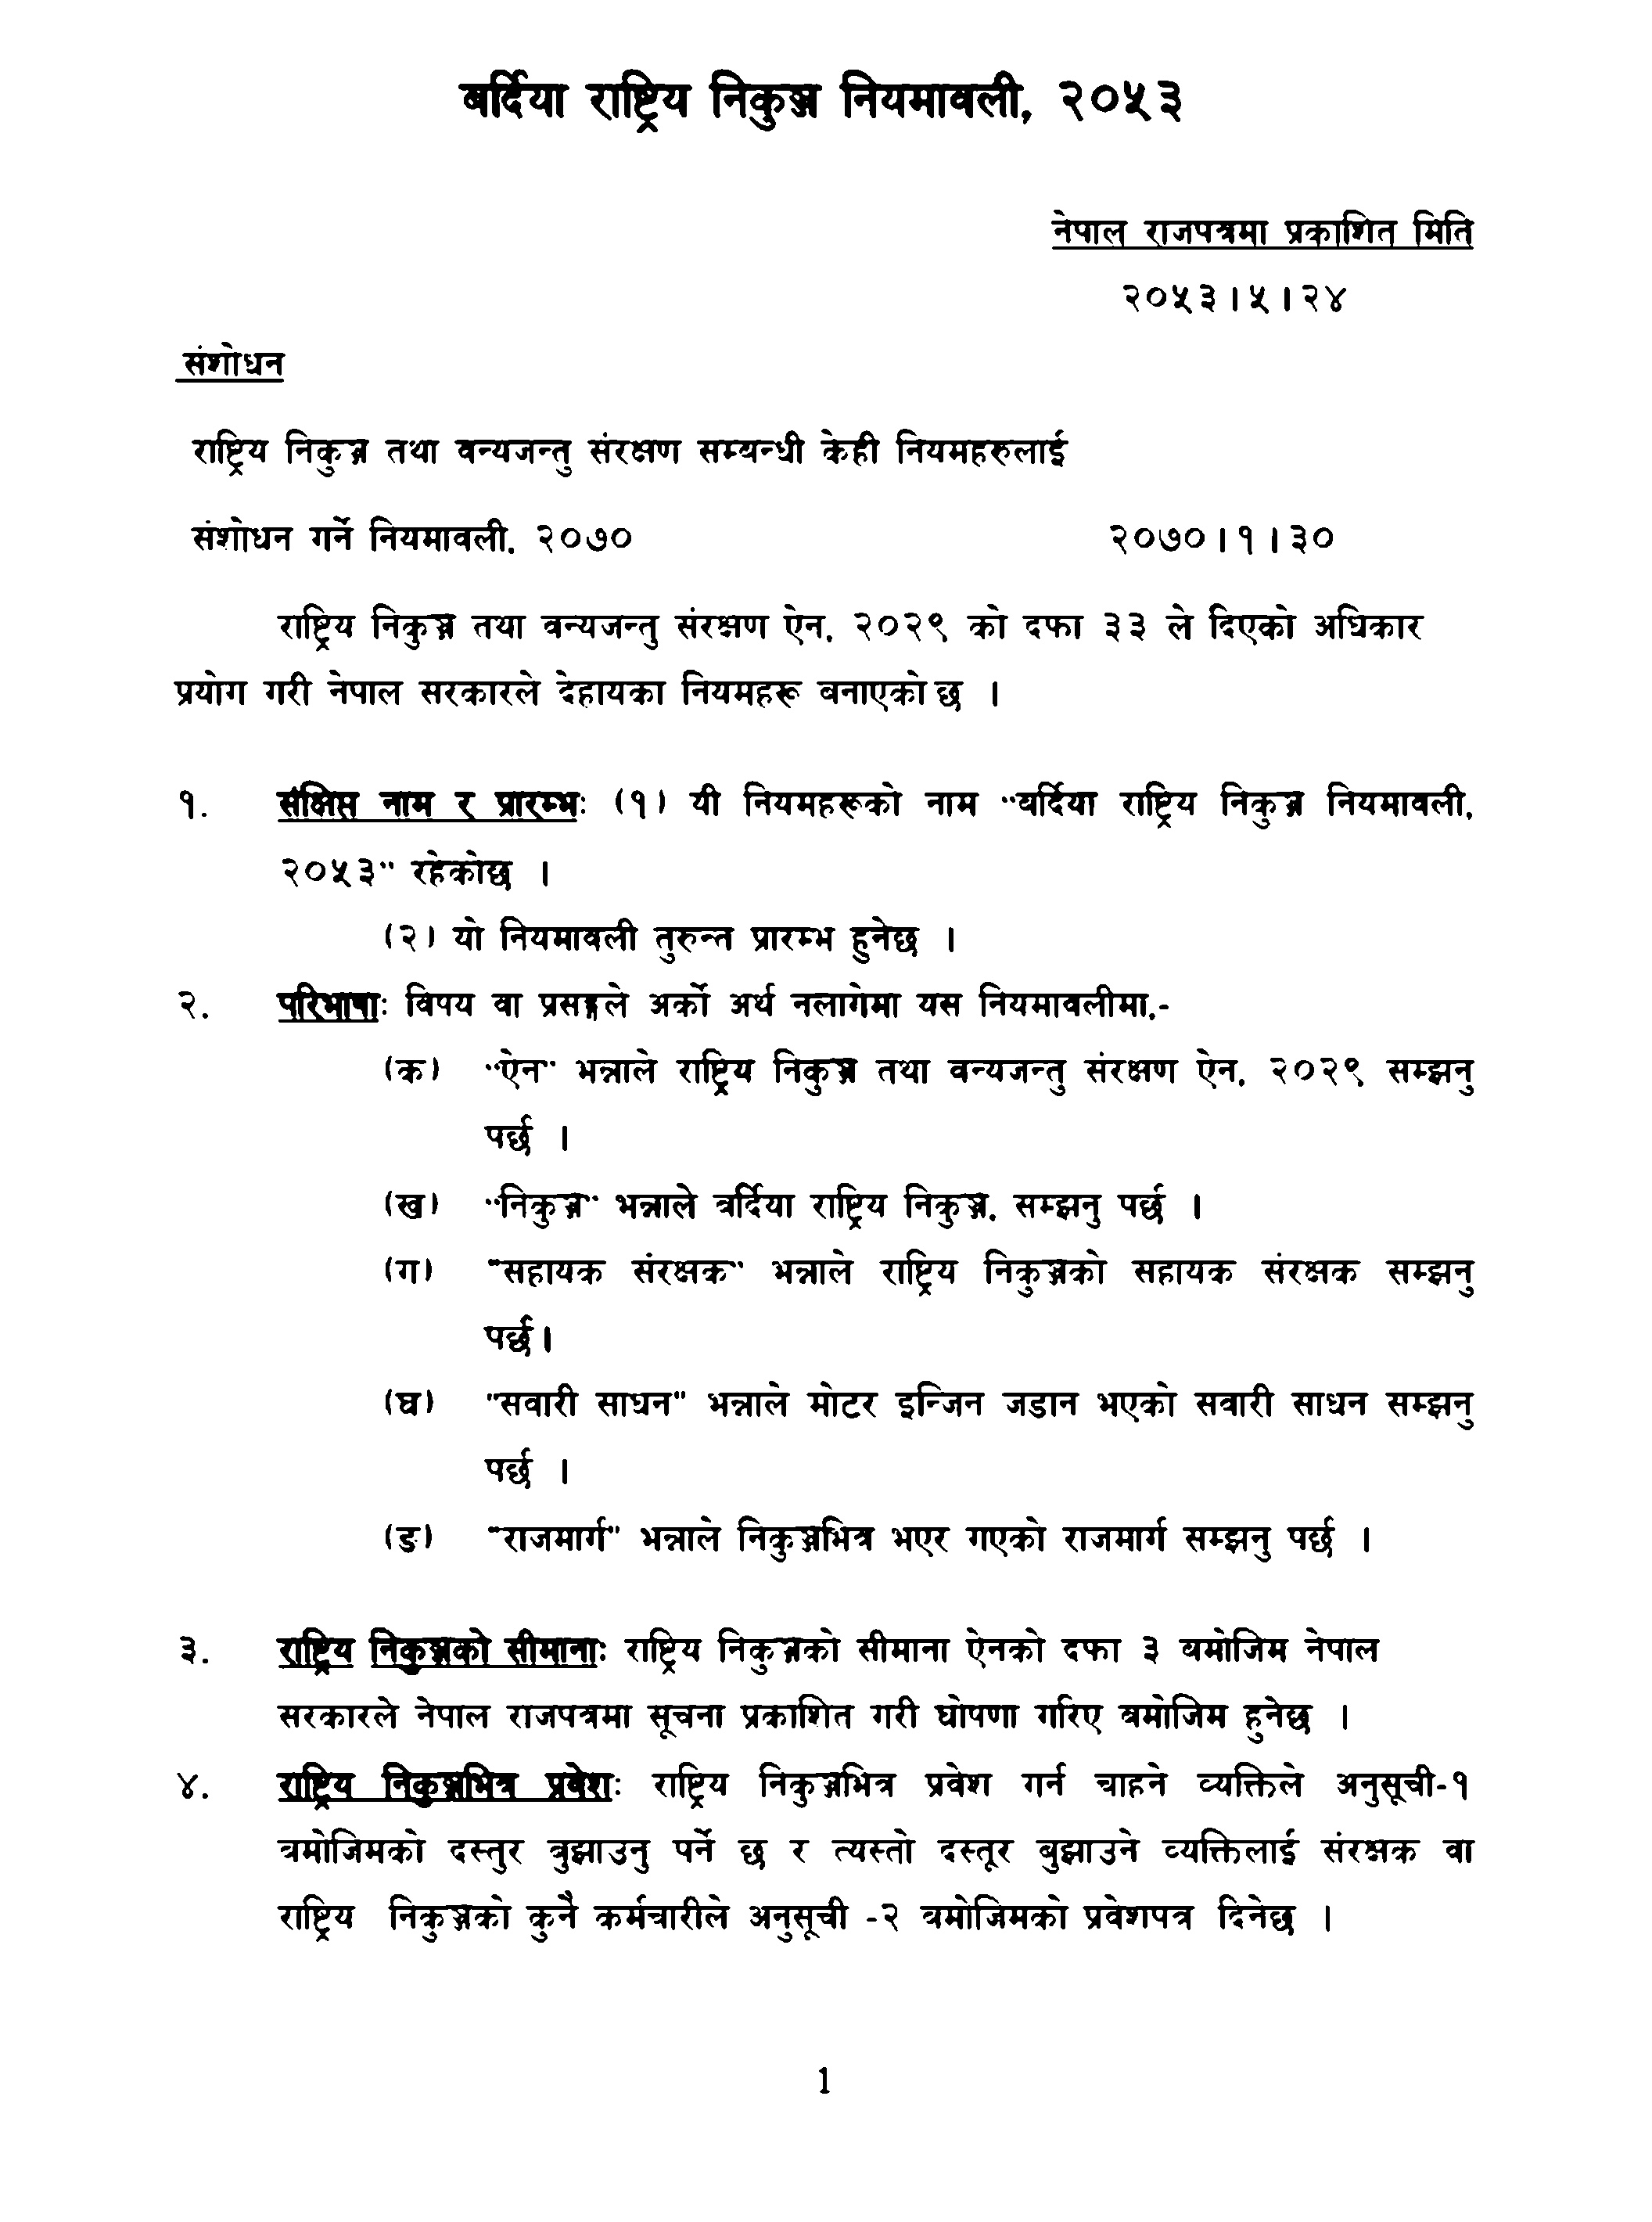 बर्दिया राष्ट्रिय निकुञ्ज नियमावली, २०५३
नेपाल राजपत्रमा प्रकाशित मिति
२०५३।५।२४
संशोधन
राष्ट्रिय निकुञ्ज तथा वन्यजन्तु संरक्षण सम्बन्धी केही नियमहरुलाई
संशोधन गर्ने नियमावली, २०७० २०७०।१।३०
राष्ट्रिय निकुञ्ज तथा वन्यजन्तु संरक्षण ऐन, २०२९ को दफा ३३ ले दिएको अधिकार
प्रयोग गरी नेपाल सरकारले देहायका नियमहरू बनाएको छ ।
१. संक्षिप्त नाम र प्रारम्भः (१) यी नियमहरूको नाम "बर्दिया राष्ट्रिय निकुञ्ज नियमावली,
२०५३" रहेकोछ ।
(२) यो नियमावली तुरुन्त प्रारम्भ हुनेछ ।
२. परिभाषाः विषय वा प्रसङ्गले अर्को अर्थ नलागेमा यस नियमावलीमा,-
(क) "ऐन" भन्नाले राष्ट्रिय निकुञ्ज तथा वन्यजन्तु संरक्षण ऐन, २०२९ सम्झनु
पर्छ ।
(ख) "निकुञ्ज" भन्नाले बर्दिया राष्ट्रिय निकुञ्ज, सम्झनु पर्छ ।
(ग) "सहायक संरक्षक" भन्नाले राष्ट्रिय निकुञ्जको सहायक संरक्षक सम्झनु
पर्छ।
(घ) "सवारी साधन" भन्नाले मोटर इन्जिन जडान भएको सवारी साधन सम्झनु
पर्छ ।
(ङ) "राजमार्ग" भन्नाले निकुञ्जभित्र भएर गएको राजमार्ग सम्झनु पर्छ ।
३. राष्ट्रिय निकुञ्जको सीमानाः राष्ट्रिय निकुञ्जको सीमाना ऐनको दफा ३ बमोजिम नेपाल
सरकारले नेपाल राजपत्रमा सूचना प्रकाशित गरी घोषणा गरिए बमोजिम हुनेछ ।
४. राष्ट्रिय निकुञ्जभित्र प्रवेशः राष्ट्रिय निकुञ्जभित्र प्रवेश गर्न चाहने व्यक्तिले अनुसूची-१
बमोजिमको दस्तुर बुझाउनु पर्ने छ र त्यस्तो दस्तूर बुझाउने व्यक्तिलाई संरक्षक वा
राष्ट्रिय निकुञ्जको कुनै कर्मचारीले अनुसूची -२ बमोजिमको प्रवेशपत्र दिनेछ ।
1